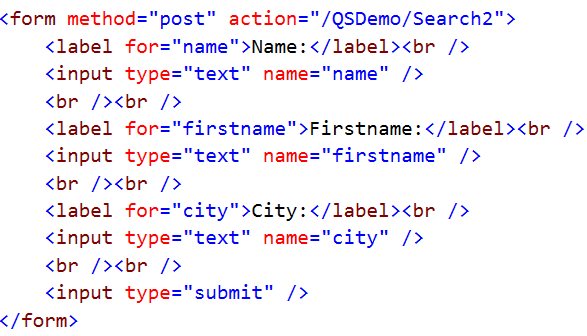 <form method="post" action="/QSDemo/Search2">
    <label for="name">Name:</label><br />
    <input type="text" name="name" />
    <br /><br />
    <label for="firstname">Firstname:</label><br />
    <input type="text" name="firstname" />
    <br /><br />
    <label for="city">City:</label><br />
    <input type="text" name="city" />
    <br /><br />
    <input type="submit" />
</form>